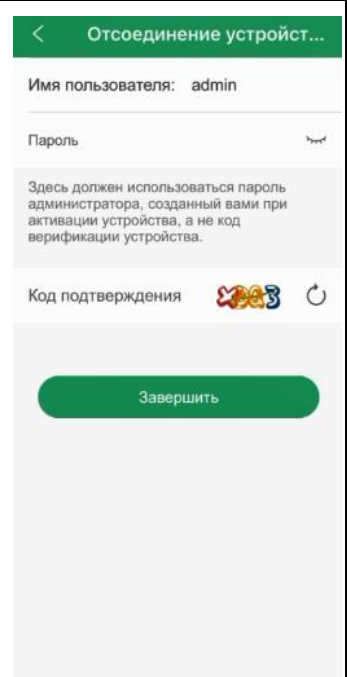 Отсоединение устройст...
Имя пользователя: admin
Пароль
Здесь должен использоваться пароль
администратора, созданный вами при
активации устройства, а не код
верификации устройства.
Код подтверждения
Завершить